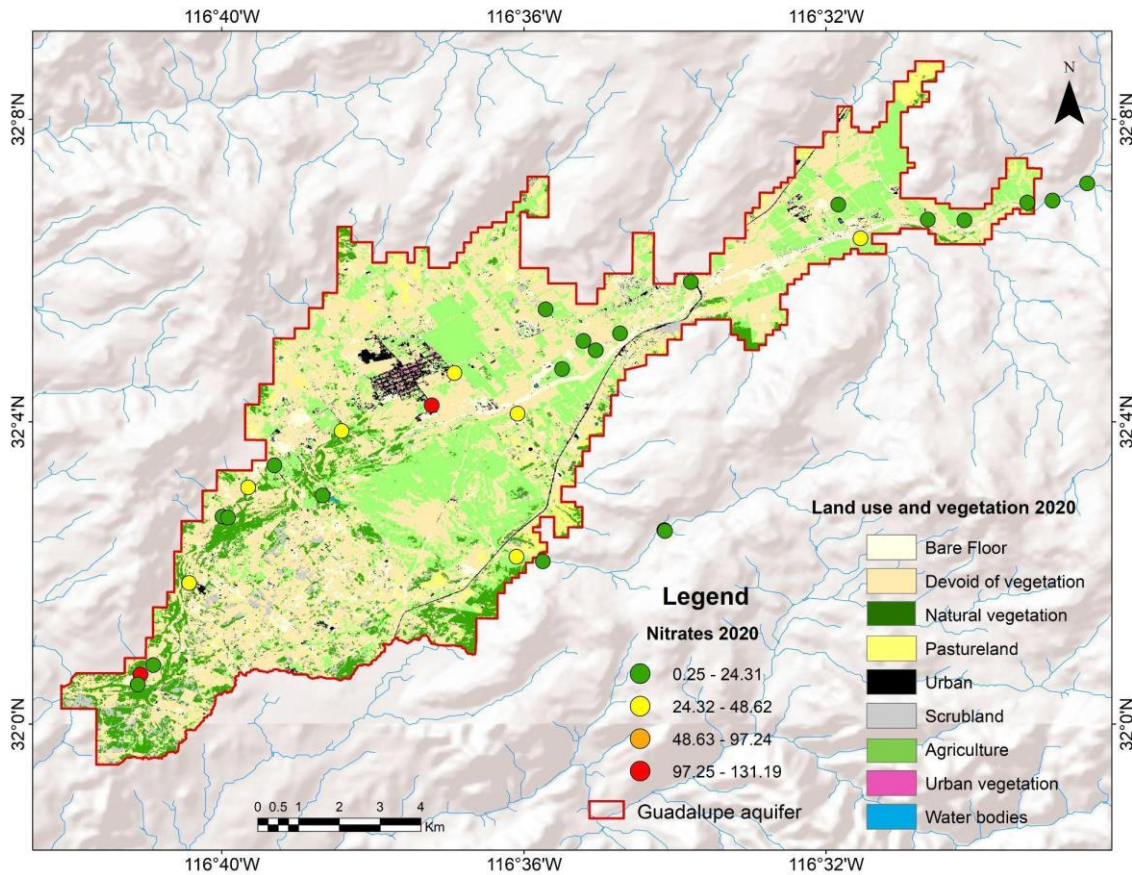 116°40'W 116°36'W 116°32'W
N
32°8'N 32°8'N
32°4'N 32°4'N
32°0'N 32°0'N
Land use and vegetation 2020
Bare Floor
Devoid of vegetation
Natural vegetation
Pastureland
Urban
Scrubland
Agriculture
Urban vegetation
Water bodies
Legend
Nitrates 2020
0.25 - 24.31
24.32 - 48.62
48.63 - 97.24
97.25 - 131.19
Guadalupe aquifer
0 0.5 1 2 3 4
Km
116°40'W 116°36'W 116°32'W